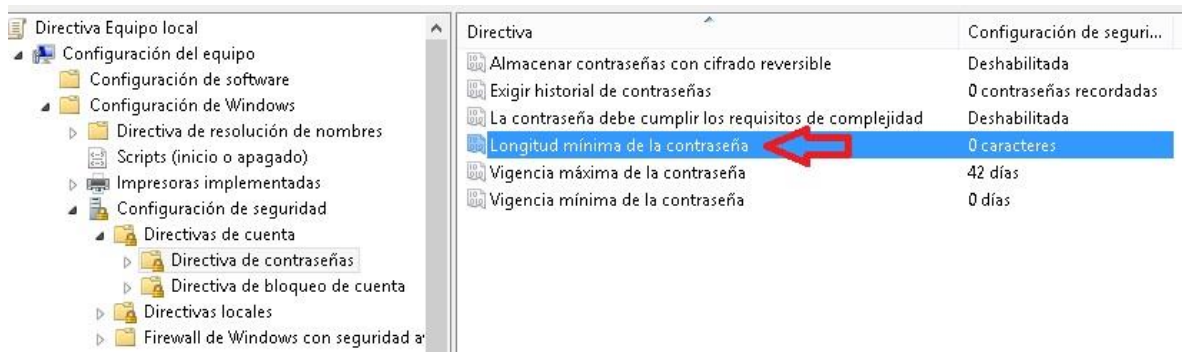 Directiva Equipo local
Configuración del equipo
Configuración de software
Configuración de Windows
Directiva de resolución de nombres
Scripts (inicio o apagado)
Impresoras implementadas
Configuración de seguridad
Directivas de cuenta
Directiva de contraseñas
Directiva de bloqueo de cuenta
Directivas locales
Firewall de Windows con seguridad a
Directiva Configuración de seguri...
Almacenar contraseñas con cifrado reversible Deshabilitada
Exigir historial de contraseñas 0 contraseñas recordadas
La contraseña debe cumplir los requisitos de complejidad Deshabilitada
Longitud mínima de la contraseña 0 caracteres
Vigencia máxima de la contraseña 42 días
Vigencia mínima de la contraseña 0 días